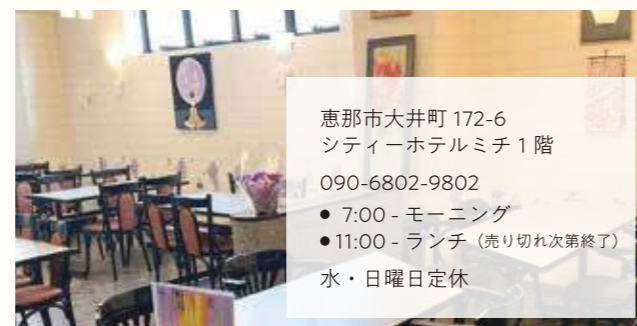 恵那市大井町 172-6
シティーホテルミチ 1 階
090-6802-9802
● 7:00 - モーニング
● 11:00 - ランチ（売り切れ次第終了）
水・日曜日定休